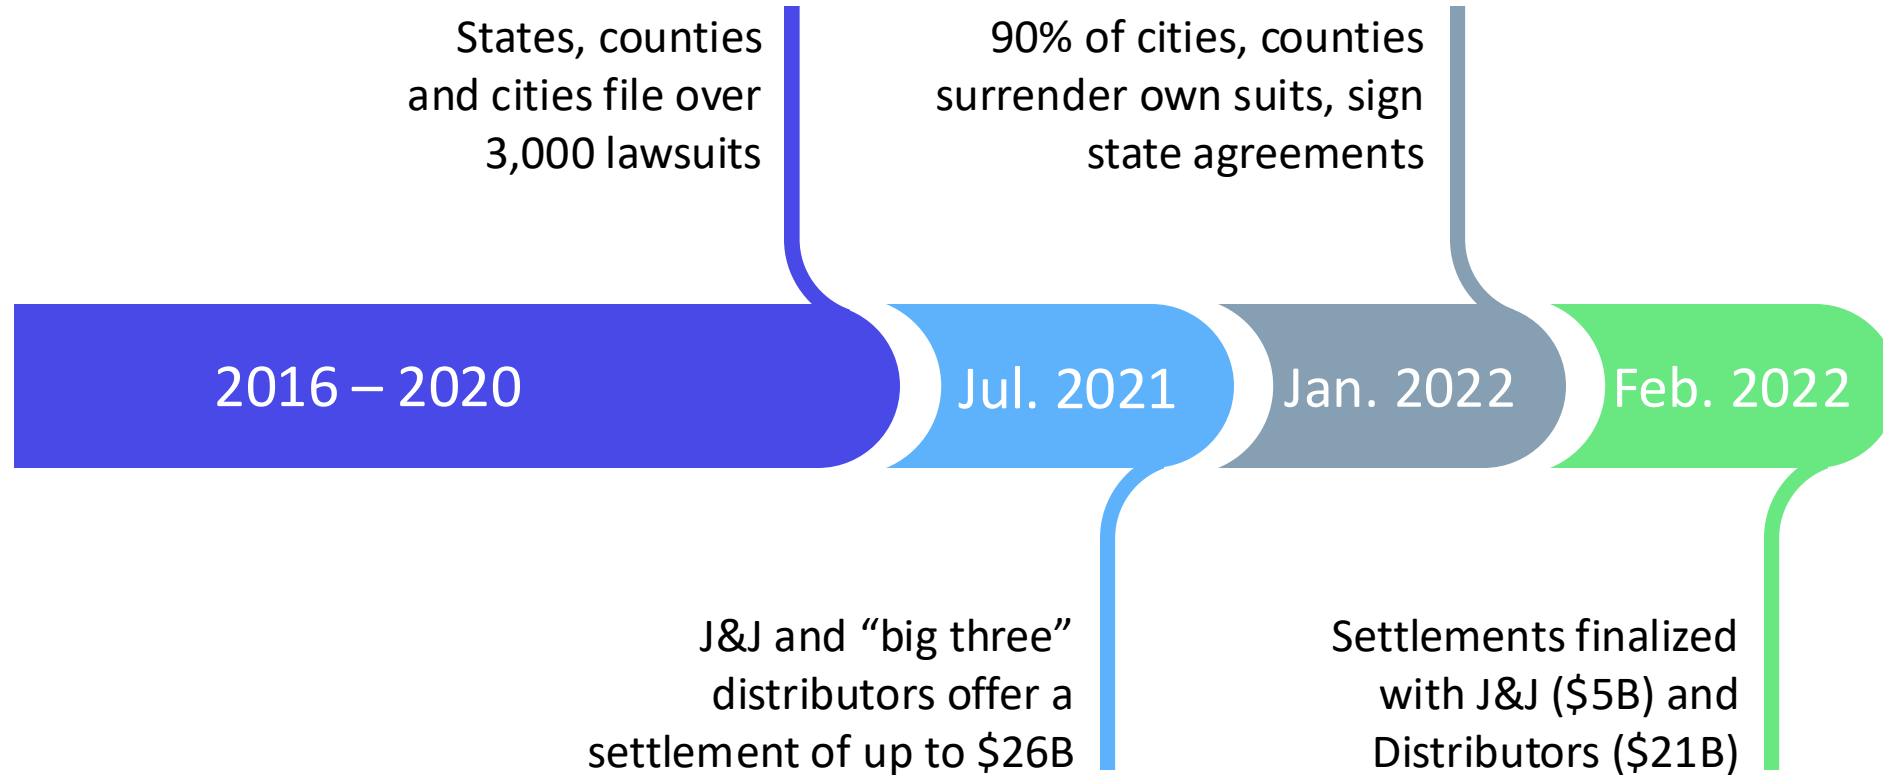 States, counties
and cities file over
3,000 lawsuits
90% of cities, counties
surrender own suits, sign
state agreements
2016 – 2020
Jul. 2021
Jan. 2022
Feb. 2022
J&J and “big three”
distributors offer a
settlement of up to $26B
Settlements finalized
with J&J ($5B) and
Distributors ($21B)